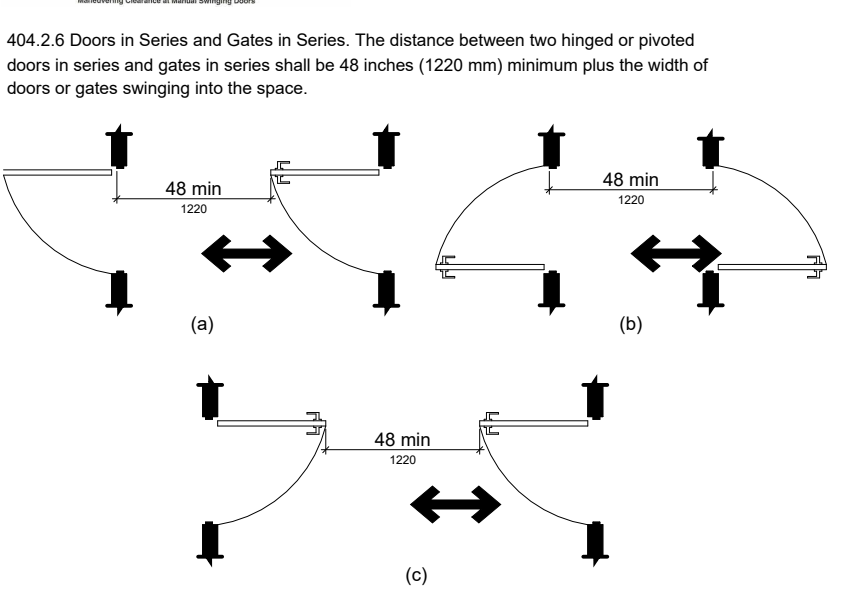 Maneuvering Clearance at Manual Swinging Doors
404.2.6 Doors in Series and Gates in Series. The distance between two hinged or pivoted
doors in series and gates in series shall be 48 inches (1220 mm) minimum plus the width of
doors or gates swinging into the space.
48 min
1220
48 min
1220
(a)
(b)
48 min
1220
(c)